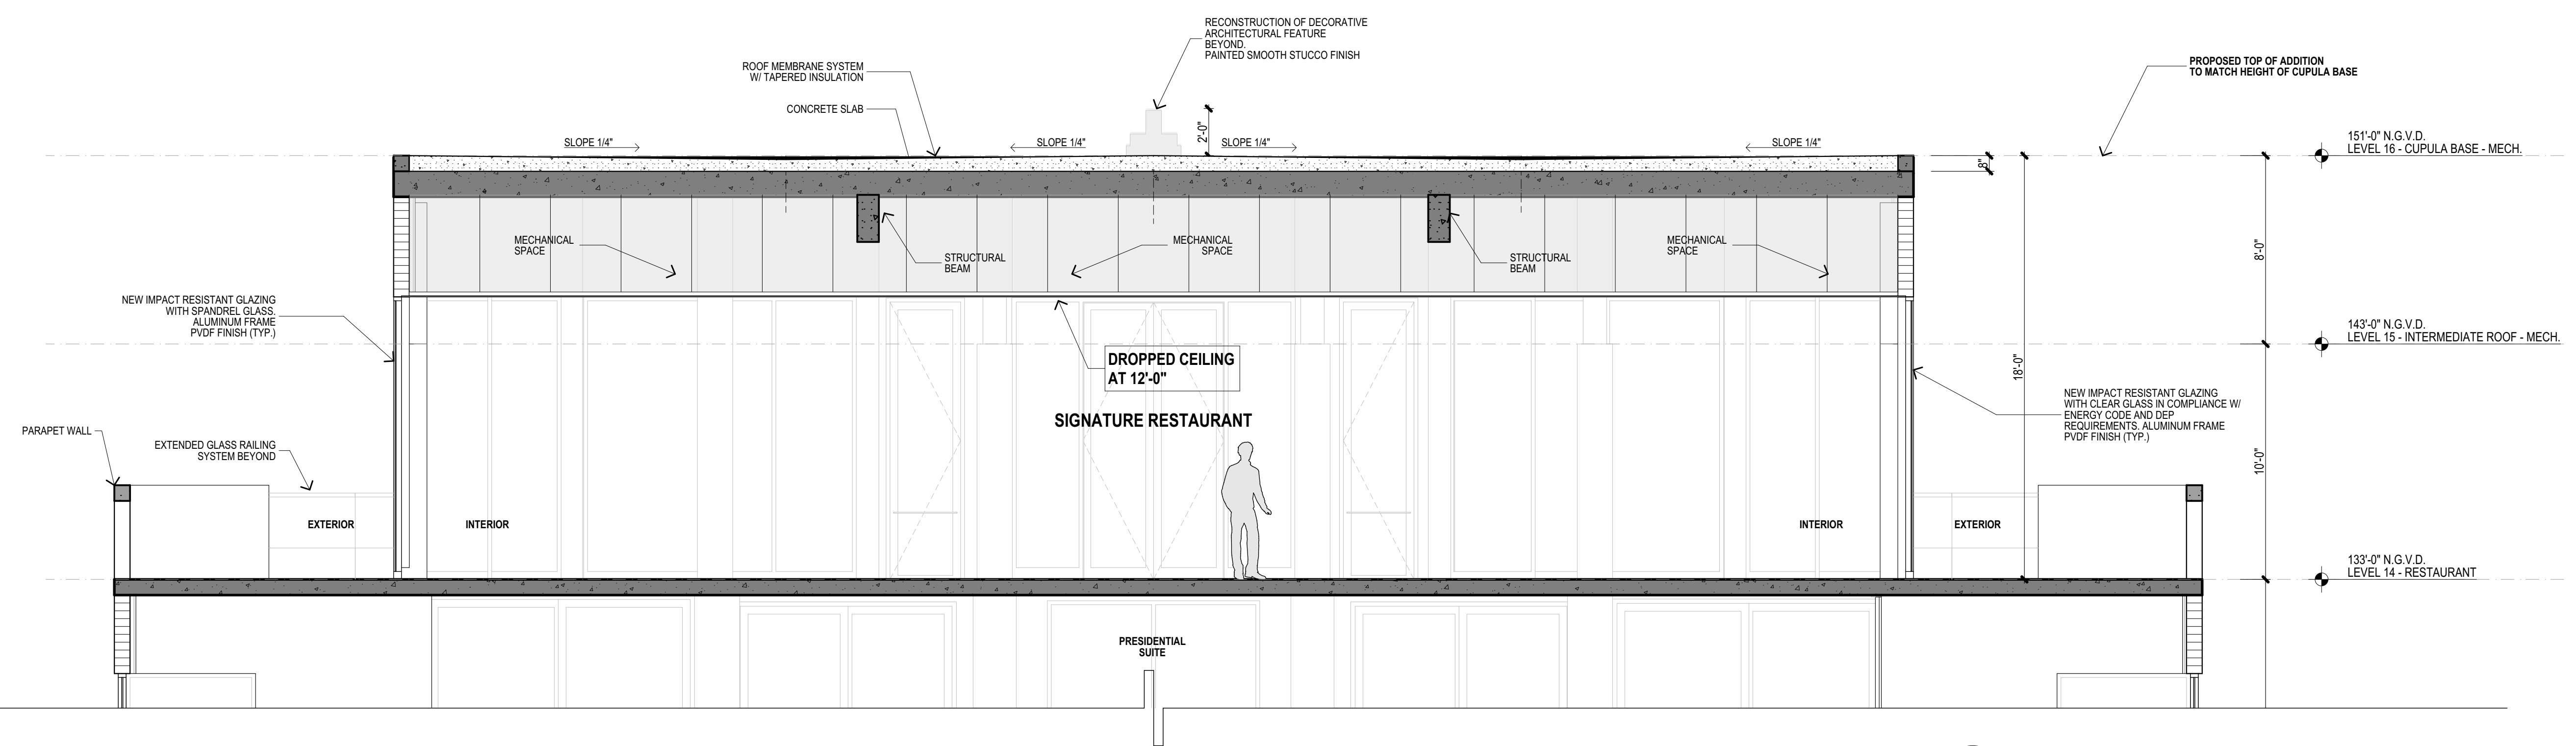 RECONSTRUCTION OF DECORATIVE
ARCHITECTURAL FEATURE
BEYOND.
PAINTED SMOOTH STUCCO FINISH
ROOF MEMBRANE SYSTEM
W/ TAPERED INSULATION
CONCRETE SLAB
PROPOSED TOP OF ADDITION
TO MATCH HEIGHT OF CUPULA BASE
2'-0"
SLOPE 1/4"
SLOPE 1/4"
SLOPE 1/4"
SLOPE 1/4"
151'-0" N.G.V.D.
LEVEL 16 - CUPULA BASE - MECH.
8"
MECHANICAL
SPACE
STRUCTURAL
BEAM
MECHANICAL
SPACE
STRUCTURAL
BEAM
MECHANICAL
SPACE
8'-0"
NEW IMPACT RESISTANT GLAZING
WITH SPANDREL GLASS.
ALUMINUM FRAME
PVDF FINISH (TYP.)
143'-0" N.G.V.D.
LEVEL 15 - INTERMEDIATE ROOF - MECH.
DROPPED CEILING
AT 12'-0"
18'-0"
SIGNATURE RESTAURANT
NEW IMPACT RESISTANT GLAZING
WITH CLEAR GLASS IN COMPLIANCE W/
ENERGY CODE AND DEP
REQUIREMENTS. ALUMINUM FRAME
PVDF FINISH (TYP.)
PARAPET WALL
EXTENDED GLASS RAILING
SYSTEM BEYOND
10'-0"
EXTERIOR
INTERIOR
INTERIOR
EXTERIOR
133'-0" N.G.V.D.
LEVEL 14 - RESTAURANT
PRESIDENTIAL
SUITE